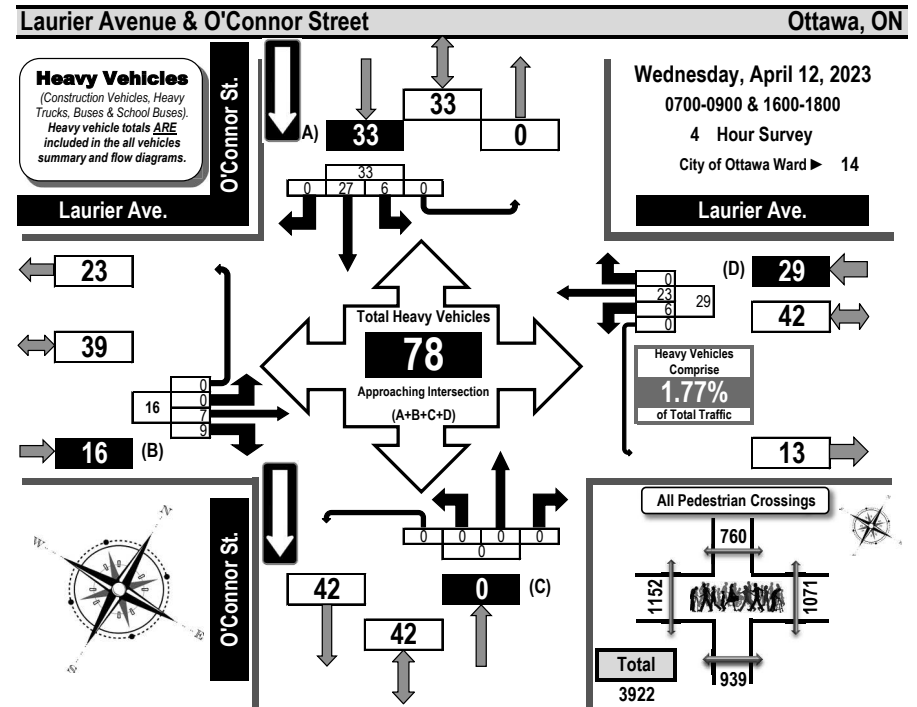 Laurier Avenue & O'Connor Street
Ottawa, ON
Heavy Vehicles
(Construction Vehicles, Heavy
Trucks, Buses & School Buses).
Heavy vehicle totals ARE
included in the all vehicles
summary and flow diagrams.
O'Connor St.
Laurier Ave.
A)
33
33
0
33
0 27 6 0
Wednesday, April 12, 2023
0700-0900 & 1600-1800
4 Hour Survey
City of Ottawa Ward ► 14
Laurier Ave.
23
39
16 (B)
16
0
0
7
9
Total Heavy Vehicles
78
Approaching Intersection
(A+B+C+D)
0
23
6
0
29
(D) 29
42
Heavy Vehicles
Comprise
1.77%
of Total Traffic
13
N
W
E
S
O'Connor St.
0 0 0 0
0
42
0 (C)
42
All Pedestrian Crossings
760
1152
1071
939
Total
3922